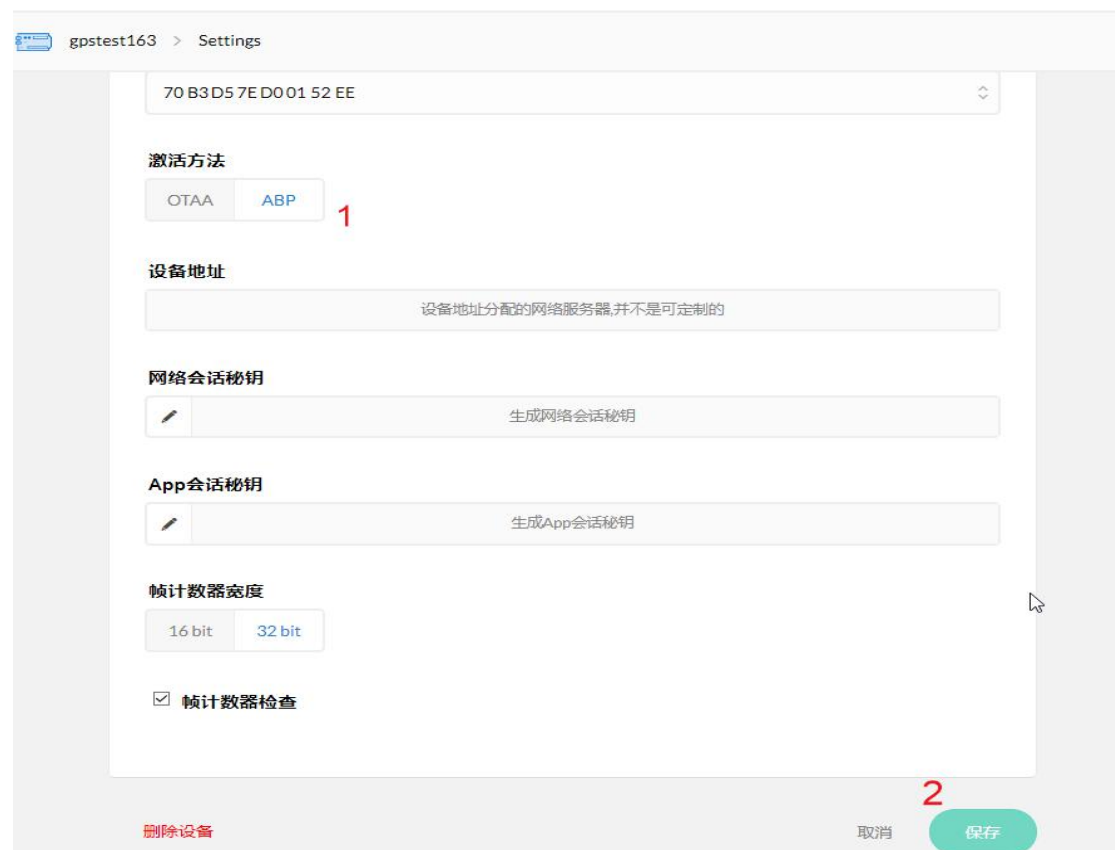 gpstest163 > Settings
70 B3 D5 7E D0 01 52 EE
激活方法
OTAA ABP 1
设备地址
设备地址分配的网络服务器,并不是可定制的
网络会话秘钥
生成网络会话秘钥
App会话秘钥
生成App会话秘钥
帧计数器宽度
16 bit 32 bit
帧计数器检查
2
删除设备 取消 保存